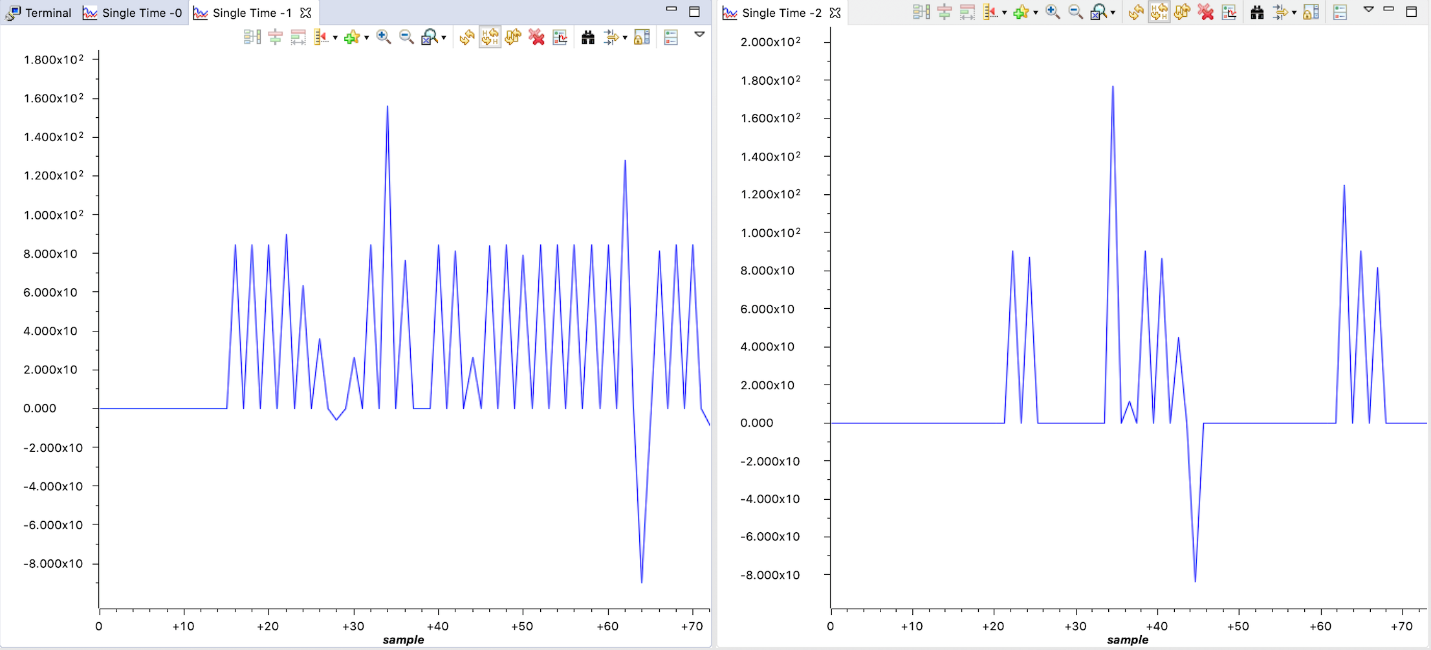 Terminal Single Time -0 Single Time -1
1.800x10²
1.600x10²
1.400x10²
1.200x10²
1.000x10²
8.000x10
6.000x10
4.000x10
2.000x10
0.000
-2.000x10
-4.000x10
-6.000x10
-8.000x10
0 +10 +20 +30 +40 +50 +60 +70
sample
Single Time -2
2.000x10²
1.800x10²
1.600x10²
1.400x10²
1.200x10²
1.000x10²
8.000x10
6.000x10
4.000x10
2.000x10
0.000
-2.000x10
-4.000x10
-6.000x10
-8.000x10
0 +10 +20 +30 +40 +50 +60 +70
sample